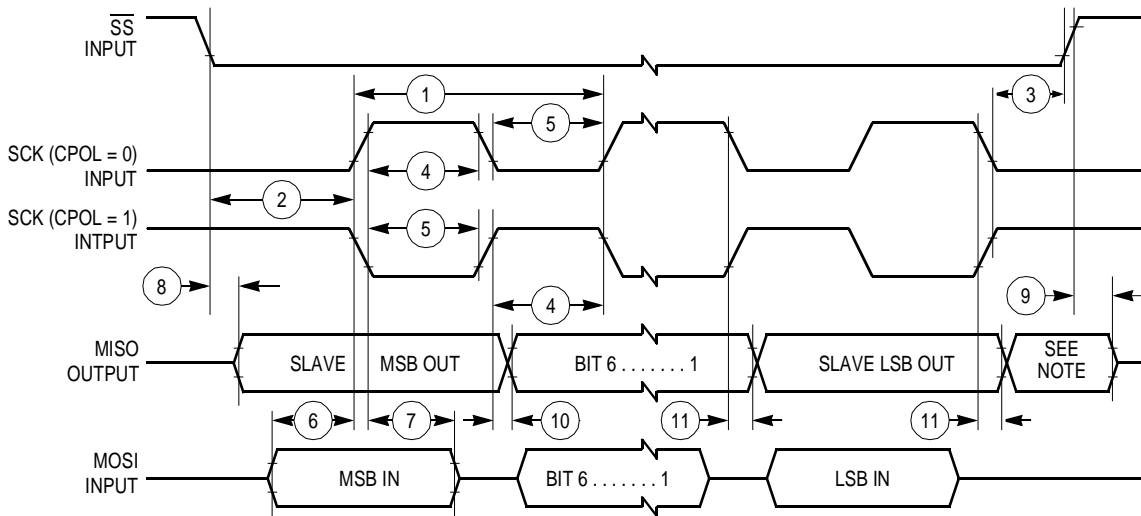 SS
INPUT
1
3
5
SCK (CPOL = 0)
INPUT
4
2
SCK (CPOL = 1)
INTPUT
5
8
4
9
MISO
OUTPUT
SLAVE MSB OUT
BIT 6 . . . . . . . 1
SLAVE LSB OUT
SEE
NOTE
6
7
10
11
11
MOSI
INPUT
MSB IN
BIT 6 . . . . . . . 1
LSB IN